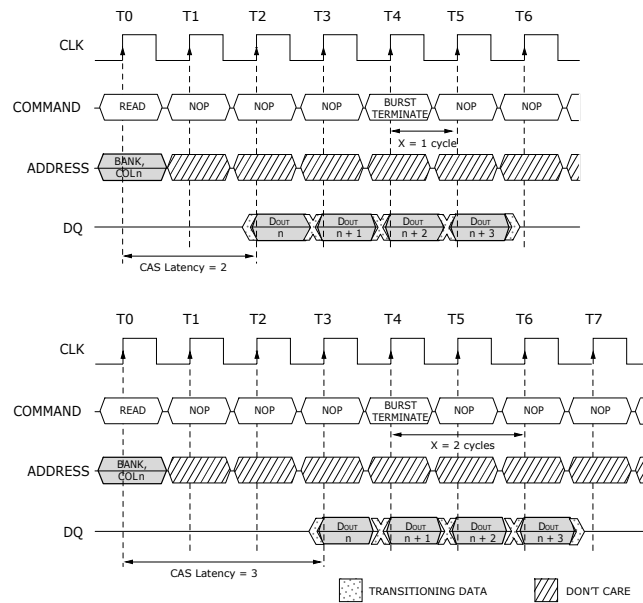 T0 T1 T2 T3 T4 T5 T6
CLK
COMMAND READ NOP NOP NOP BURST TERMINATE NOP NOP
X = 1 cycle
ADDRESS BANK, COLn
DQ DOUT n DOUT n + 1 DOUT n + 2 DOUT n + 3
CAS Latency = 2
T0 T1 T2 T3 T4 T5 T6 T7
CLK
COMMAND READ NOP NOP NOP BURST TERMINATE NOP NOP NOP
X = 2 cycles
ADDRESS BANK, COLn
DQ DOUT n DOUT n + 1 DOUT n + 2 DOUT n + 3
CAS Latency = 3
TRANSITIONING DATA DON'T CARE